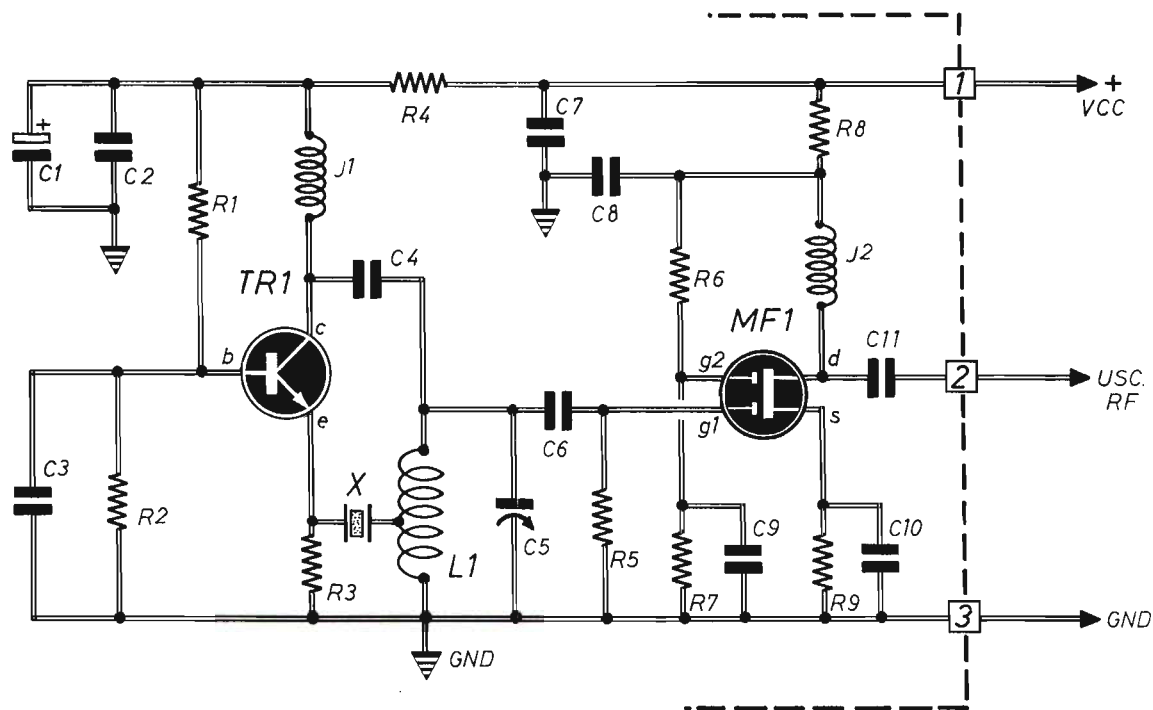 1
+
VCC
R4
C7
R8
+
C1
C2
J1
R1
C8
C4
TR1
R6
J2
MF1
c
b
g2
d
C11
2
USC.
RF
e
g1
s
C6
C3
X
R2
C5
C9
C10
L1
R5
R3
R7
R9
3
GND
GND